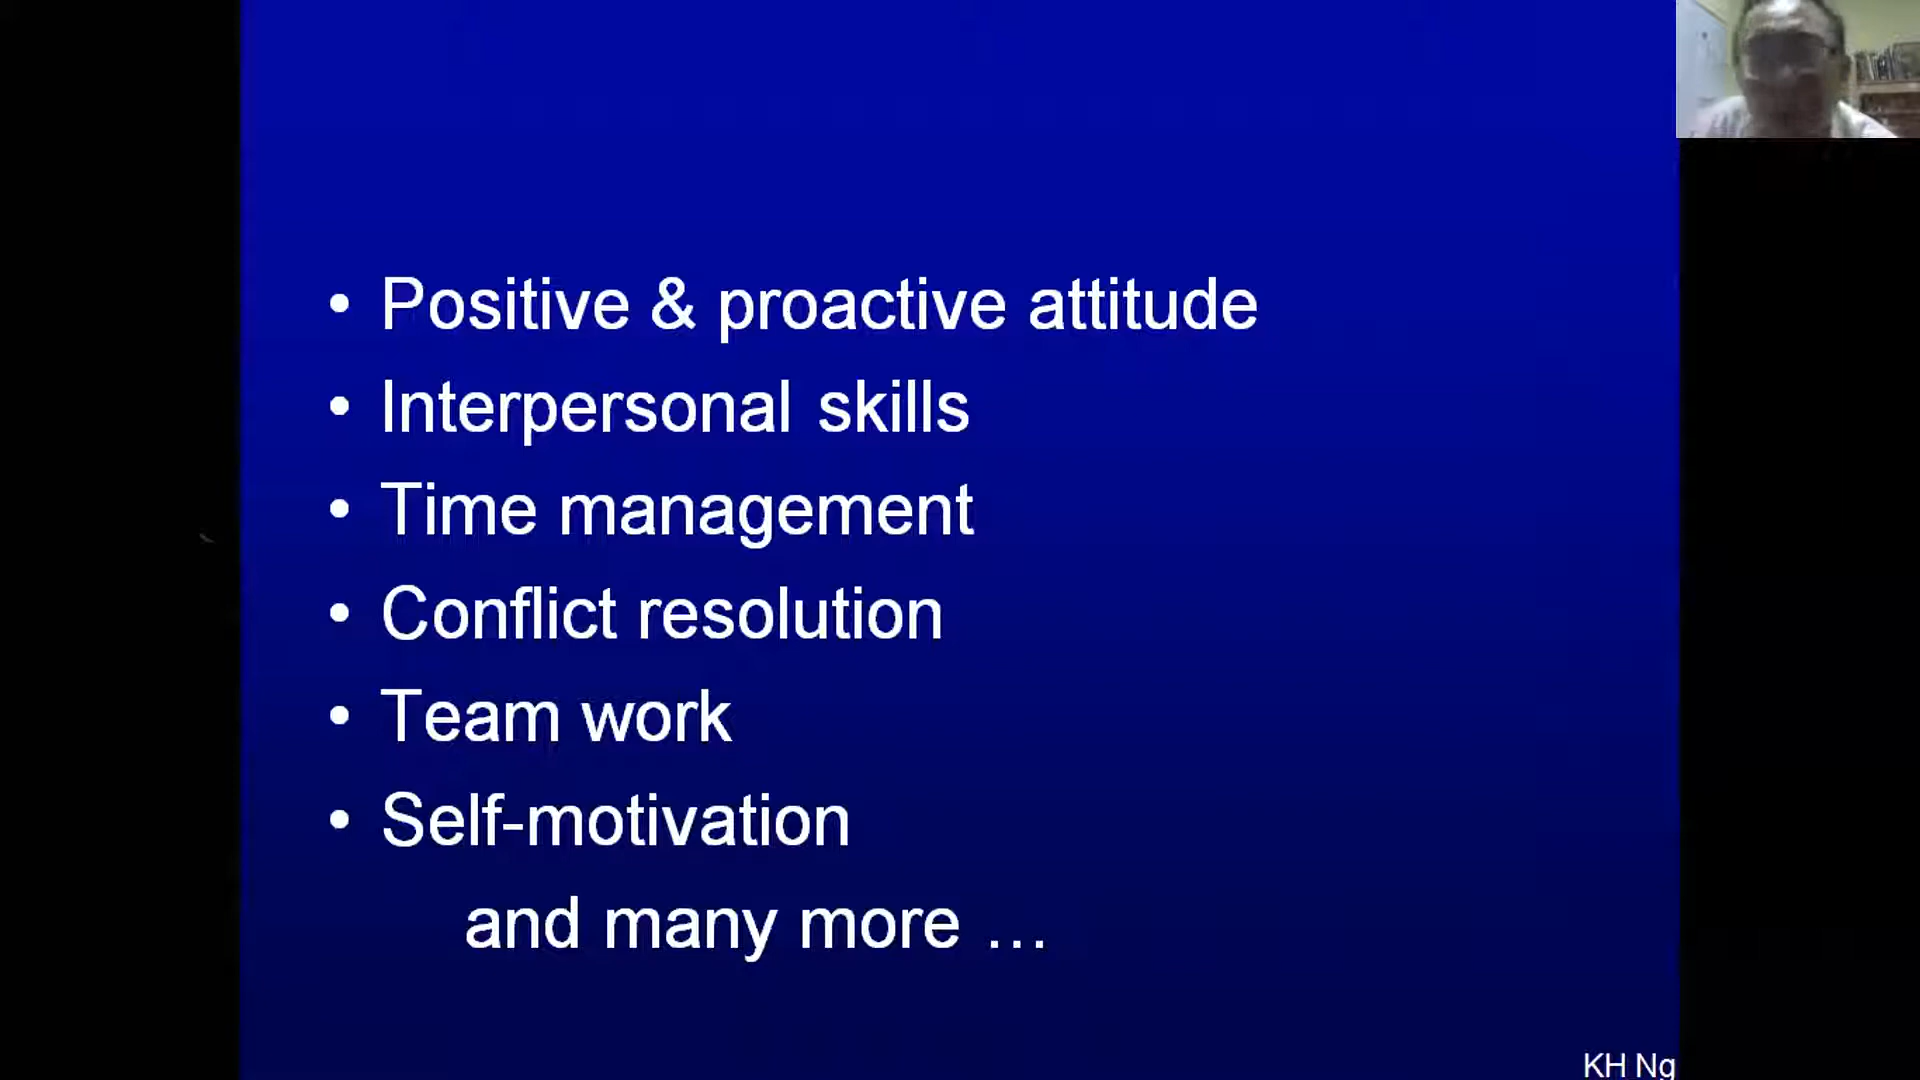 • Positive & proactive attitude
• Interpersonal skills
• Time management
• Conflict resolution
• Team work
• Self-motivation
and many more …
KH Ng